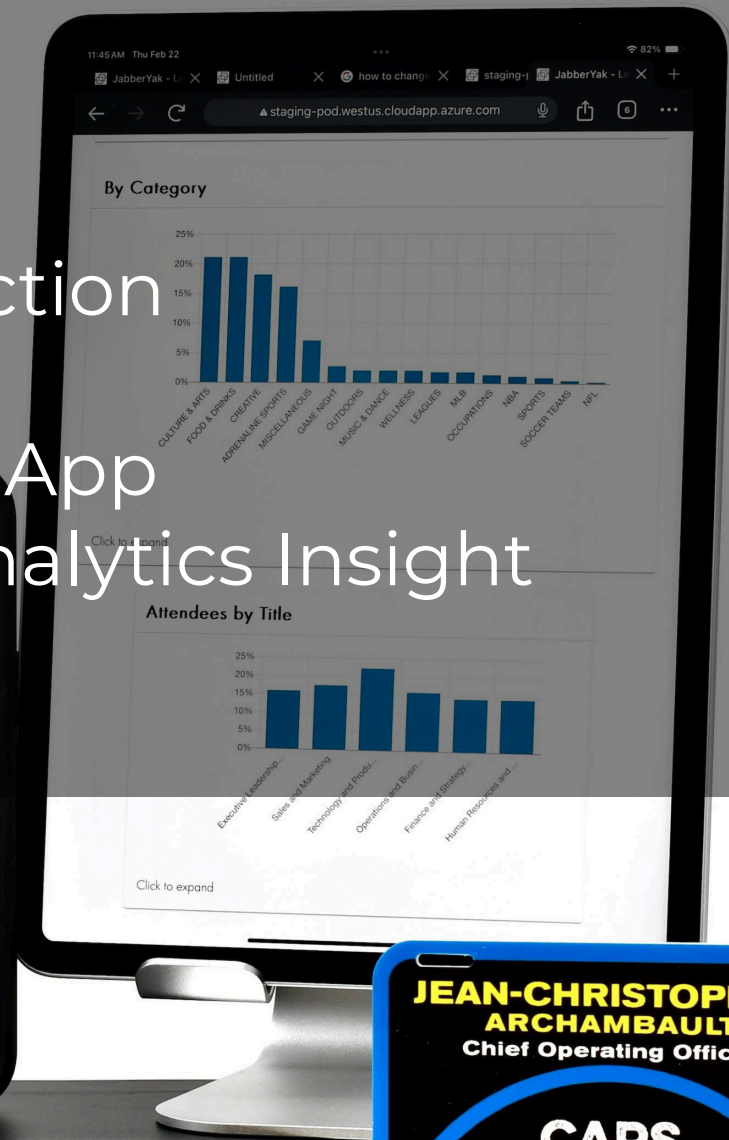 11:45 AM Thu Feb 22
82%
JabberYak - L
Untitled
how to change
staging-p
JabberYak - Lo
staging-pod.westus.cloudapp.azure.com
6
By Category
25%
20%
15%
10%
5%
0%
CULTURE & ARTS
FOOD & DRINKS
CREATIVE
ADRENALINE SPORTS
MISCELLANEOUS
GAME NIGHT
OUTDOORS
MUSIC & DANCE
WELLNESS
LEAGUES
MLB
OCCUPATIONS
NBA
SPORTS
SOCCER TEAMS
NFL
ction
App
nalytics Insight
Click to expand
Attendees by Title
25%
20%
15%
10%
5%
0%
Executive Leadership...
Sales and Marketing
Technology and Produ...
Operations and Busin...
Finance and Strategy...
Human Resources and ...
Click to expand
JEAN-CHRISTOP
ARCHAMBAULT
Chief Operating Offic
CAPS